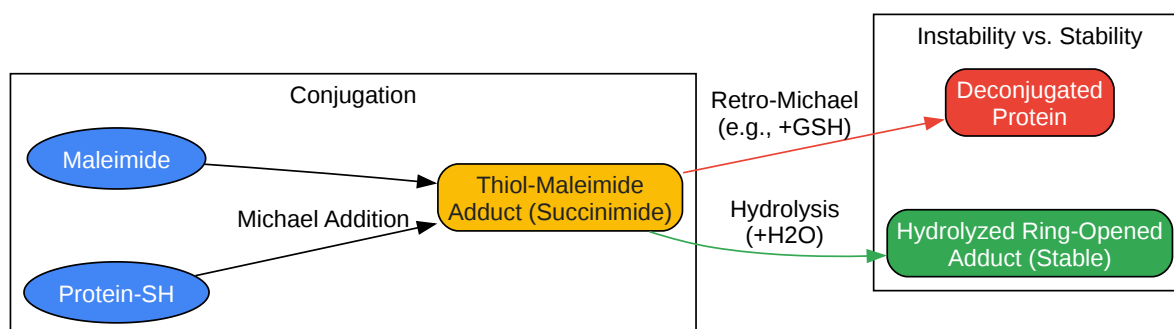 Conjugation
Maleimide
Protein-SH
Michael Addition
Thiol-Maleimide
Adduct (Succinimide)
Retro-Michael
(e.g., +GSH)
Hydrolysis
(+H2O)
Instability vs. Stability
Deconjugated
Protein
Hydrolyzed Ring-Opened
Adduct (Stable)